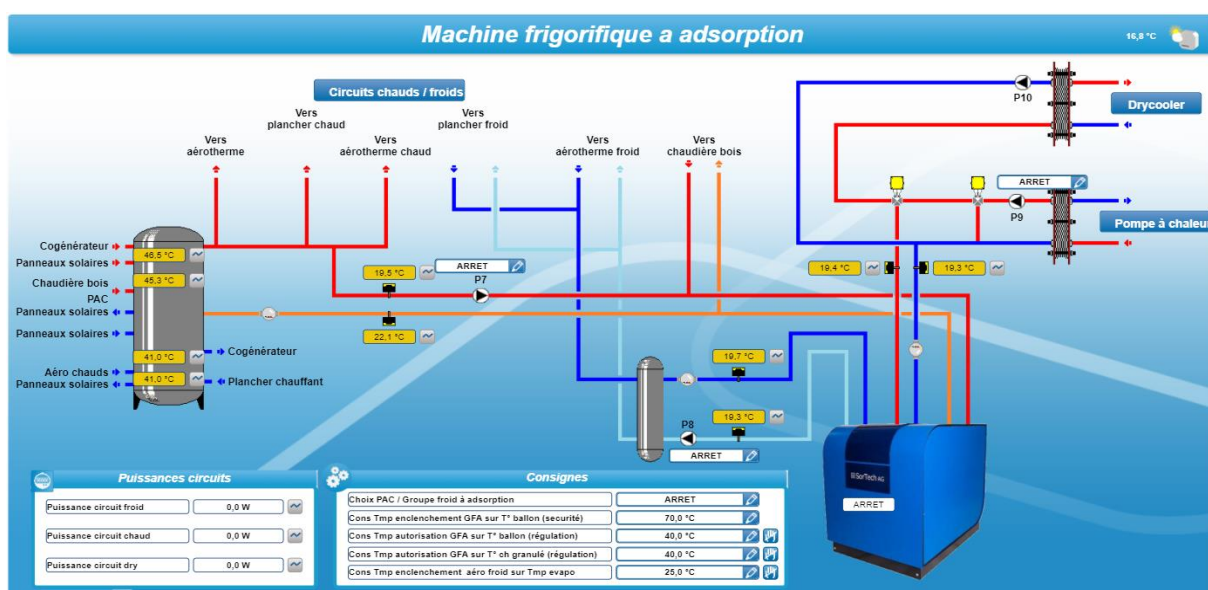 Machine frigorifique a adsorption
16,8 °C
Circuits chauds / froids
Vers
aérotherme
Vers
plancher chaud
Vers
aérotherme chaud
Vers
plancher froid
Vers
aérotherme froid
Vers
chaudière bois
P10
Drycooler
ARRET
P9
Pompe à chaleur
Cogénérateur
46,5 °C
Panneaux solaires
Chaudière bois
45,3 °C
PAC
Panneaux solaires
Panneaux solaires
41,0 °C
Cogénérateur
Aéro chauds
41,0 °C
Plancher chauffant
Panneaux solaires
19,5 °C
ARRET
P7
22,1 °C
19,4 °C
19,3 °C
19,7 °C
19,3 °C
P8
ARRET
SorTech AG
ARRET
Puissances circuits
Puissance circuit froid
0,0 W
Puissance circuit chaud
0,0 W
Puissance circuit dry
0,0 W
Consignes
Choix PAC / Groupe froid à adsorption
ARRET
Cons Tmp enclenchement GFA sur T° ballon (securité)
70,0 °C
Cons Tmp autorisation GFA sur T° ballon (régulation)
40,0 °C
Cons Tmp autorisation GFA sur T° ch granulé (régulation)
40,0 °C
Cons Tmp enclenchement aéro froid sur Tmp evapo
25,0 °C